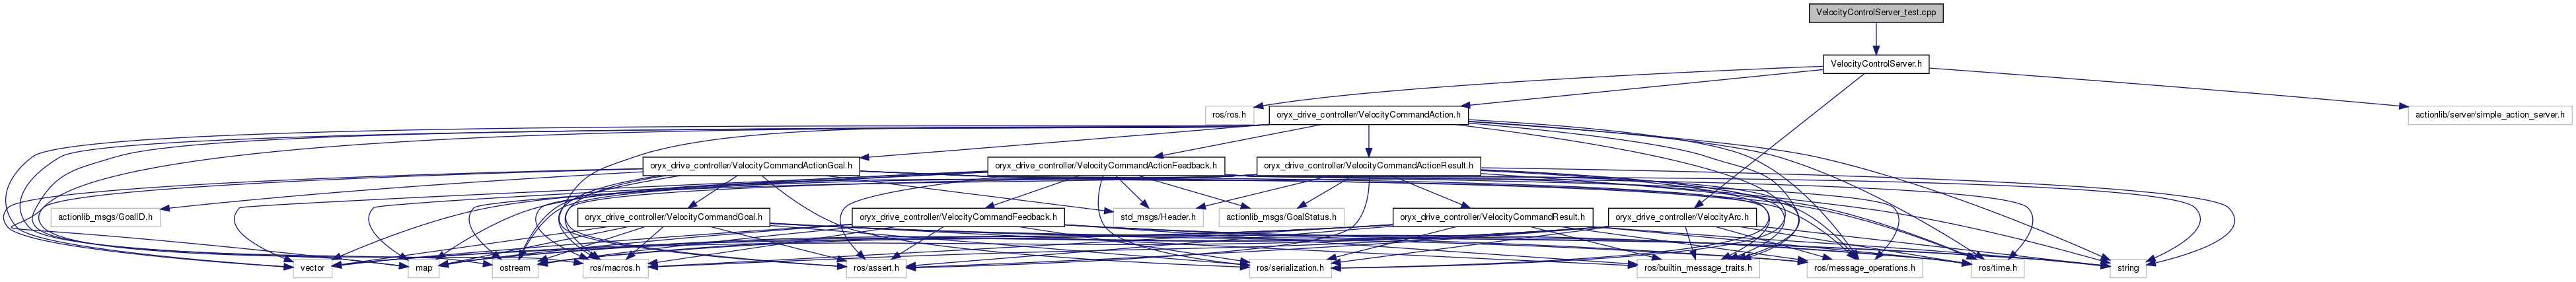 VelocityControlServer_test.cpp
VelocityControlServer.h
ros/ros.h
oryx_drive_controller/VelocityCommandAction.h
actionlib/server/simple_action_server.h
oryx_drive_controller/VelocityCommandActionGoal.h
oryx_drive_controller/VelocityCommandActionFeedback.h
oryx_drive_controller/VelocityCommandActionResult.h
actionlib_msgs/GoalID.h
oryx_drive_controller/VelocityCommandGoal.h
oryx_drive_controller/VelocityCommandFeedback.h
std_msgs/Header.h
actionlib_msgs/GoalStatus.h
oryx_drive_controller/VelocityCommandResult.h
oryx_drive_controller/VelocityArc.h
vector
map
ostream
ros/macros.h
ros/assert.h
ros/serialization.h
ros/builtin_message_traits.h
ros/message_operations.h
ros/time.h
string